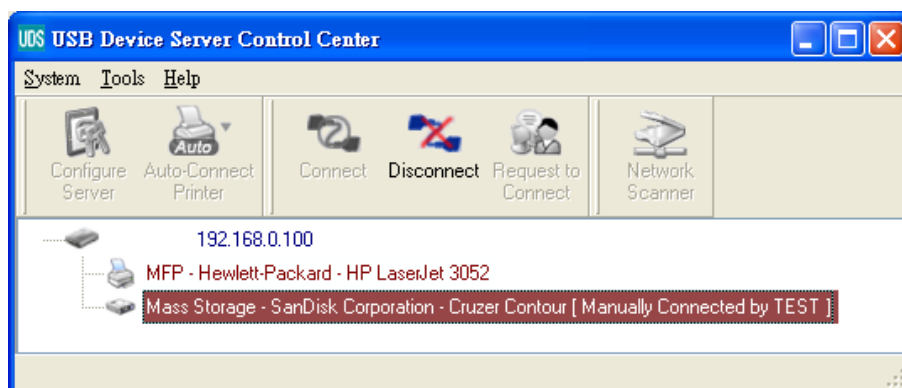 UDS USB Device Server Control Center
System Tools Help
Auto
Configure Server
Auto-Connect Printer
Connect
Disconnect
Request to Connect
Network Scanner
192.168.0.100
MFP - Hewlett-Packard - HP LaserJet 3052
Mass Storage - SanDisk Corporation - Cruzer Contour [ Manually Connected by TEST ]